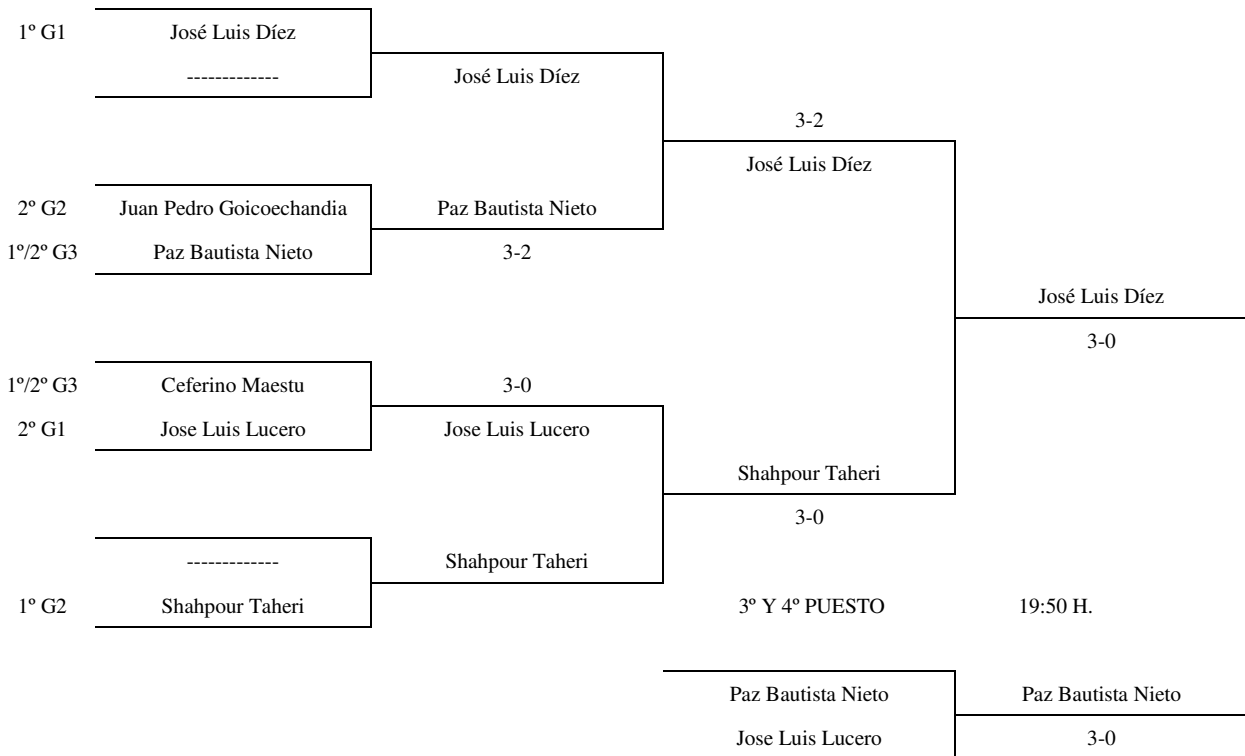 1º G1 José Luis Díez
------------- José Luis Díez
3-2
José Luis Díez
2º G2 Juan Pedro Goicoechandia Paz Bautista Nieto
1º/2º G3 Paz Bautista Nieto 3-2
José Luis Díez
3-0
1º/2º G3 Ceferino Maestu 3-0
2º G1 Jose Luis Lucero Jose Luis Lucero
Shahpour Taheri
3-0
------------- Shahpour Taheri
1º G2 Shahpour Taheri 3º Y 4º PUESTO 19:50 H.
Paz Bautista Nieto Paz Bautista Nieto
Jose Luis Lucero 3-0